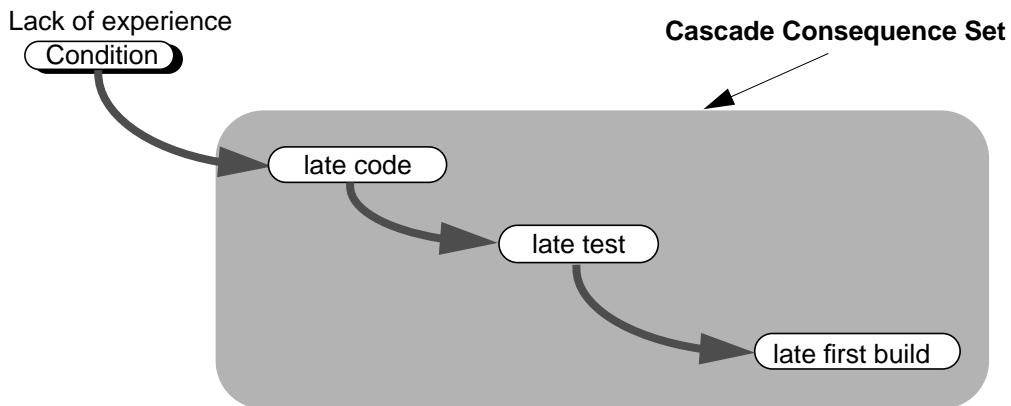 Lack of experience
Cascade Consequence Set
Condition
late code
late test
late first build